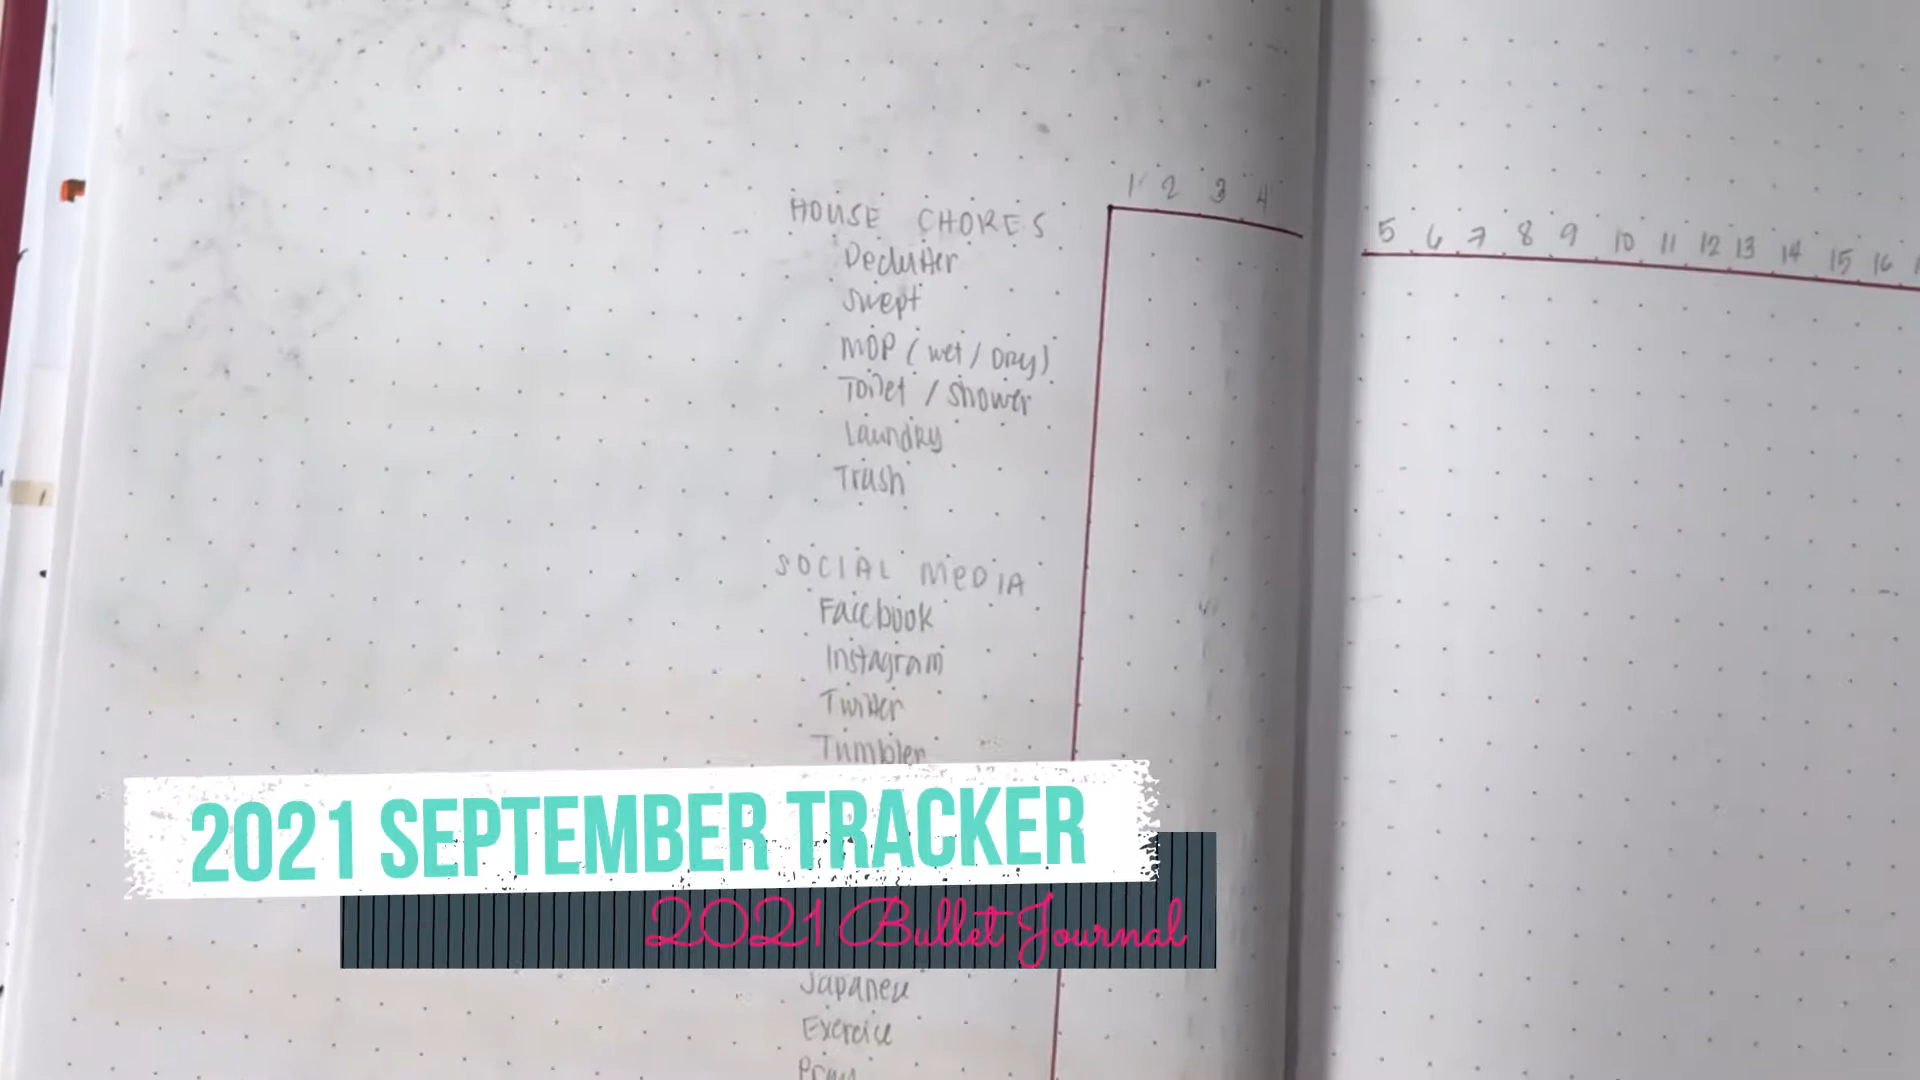 1 2 3 4
5 6 7 8 9 10 11 12 13 14 15 16
HOUSE CHORES
Declutter
Swept
MOP (wet / Dry)
Toilet / Shower
Laundry
Trash
SOCIAL MEDIA
Facebook
Instagram
Twitter
Tumbler
2021 SEPTEMBER TRACKER
2021 Bullet Journal
Japanese
Exercise
Pray